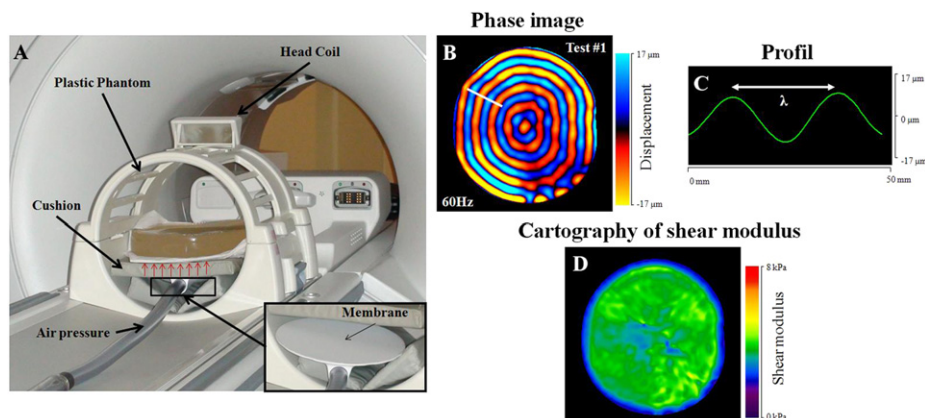 A
Head Coil
Plastic Phantom
Cushion
Air pressure
Membrane
Phase image
B
Test #1
60Hz
17 µm
Displacement
-17 µm
Profil
C
λ
17 µm
0 µm
-17 µm
0 mm
50 mm
Cartography of shear modulus
D
8 kPa
Shear modulus
0 kPa